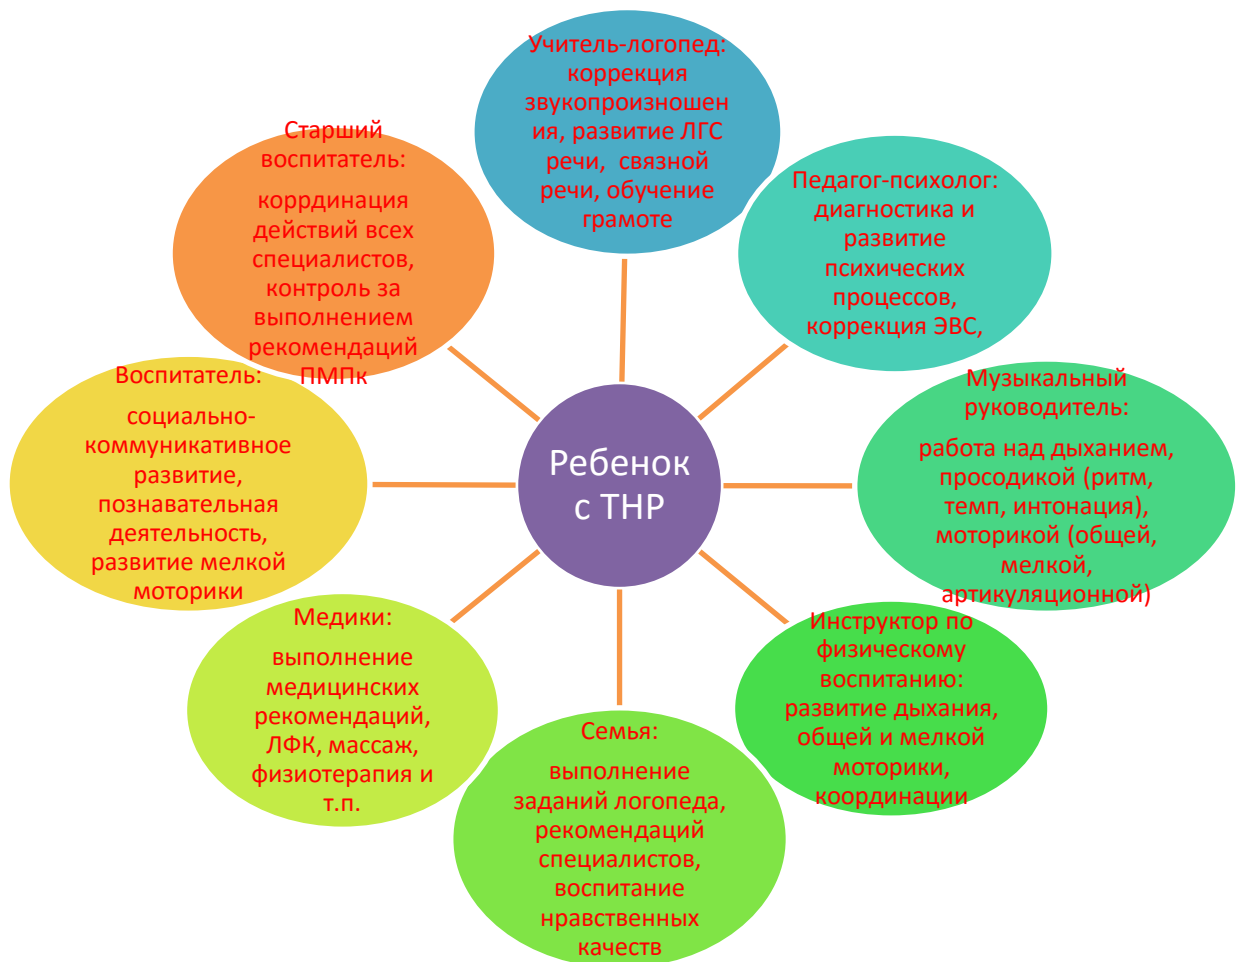 Учитель-логопед:
коррекция
звукопроизношен
ия, развитие ЛГС
речи, связной
речи, обучение
грамоте
Педагог-психолог:
диагностика и
развитие
психических
процессов,
коррекция ЭВС,
Музыкальный
руководитель:
работа над дыханием,
просодикой (ритм,
темп, интонация),
моторикой (общей,
мелкой,
артикуляционной)
Инструктор по
физическому
воспитанию:
развитие дыхания,
общей и мелкой
моторики,
координации
Семья:
выполнение
заданий логопеда,
рекомендаций
специалистов,
воспитание
нравственных
качеств
Медики:
выполнение
медицинских
рекомендаций,
ЛФК, массаж,
физиотерапия и
т.п.
Воспитатель:
социально-
коммуникативное
развитие,
познавательная
деятельность,
развитие мелкой
моторики
Старший
воспитатель:
коррдинация
действий всех
специалистов,
контроль за
выполнением
рекомендаций
ПМПк
Ребенок
с ТНР